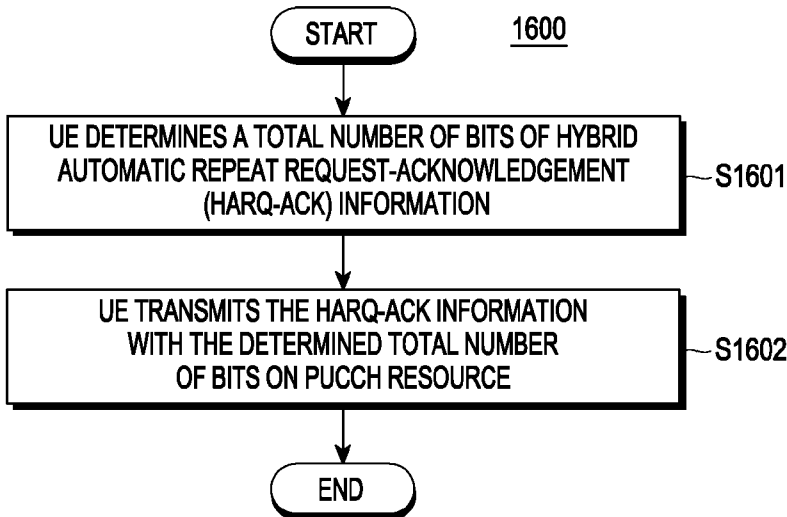 START
1600
UE DETERMINES A TOTAL NUMBER OF BITS OF HYBRID
AUTOMATIC REPEAT REQUEST-ACKNOWLEDGEMENT
(HARQ-ACK) INFORMATION
S1601
UE TRANSMITS THE HARQ-ACK INFORMATION
WITH THE DETERMINED TOTAL NUMBER
OF BITS ON PUCCH RESOURCE
S1602
END